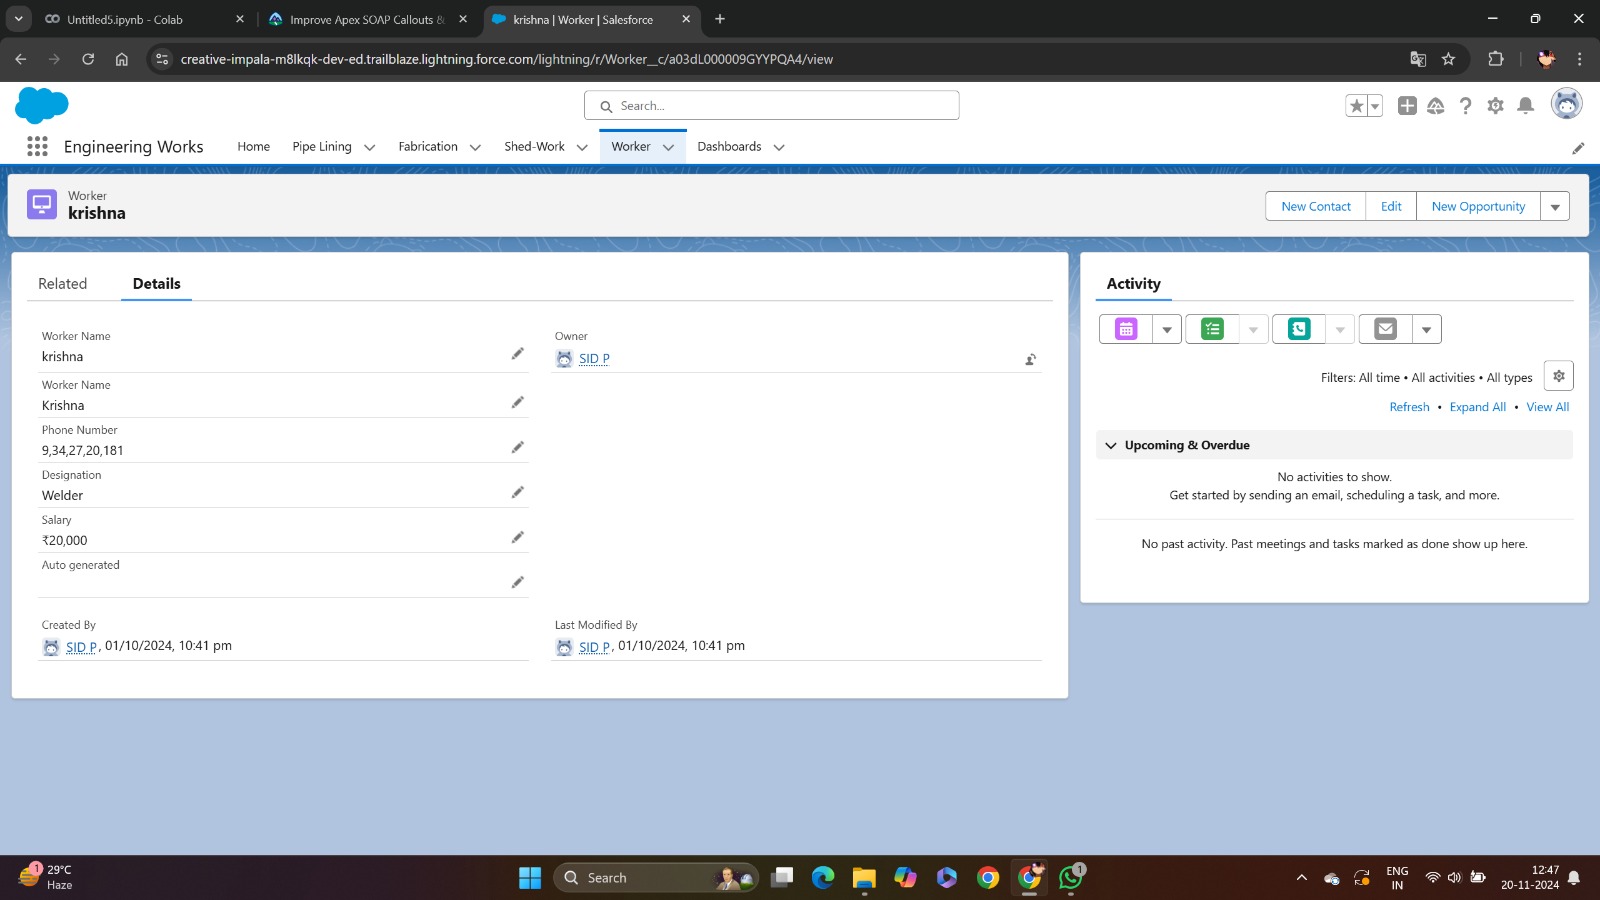 Untitled5.ipynb - Colab
Improve Apex SOAP Callouts &
krishna | Worker | Salesforce
creative-impala-m8lkqk-dev-ed.trailblaze.lightning.force.com/lightning/r/Worker__c/a03dL000009GYYPQA4/view
Search...
Engineering Works
Home
Pipe Lining
Fabrication
Shed-Work
Worker
Dashboards
Worker
krishna
New Contact
Edit
New Opportunity
Related
Details
Worker Name
krishna
Worker Name
Krishna
Phone Number
9,34,27,20,181
Designation
Welder
Salary
₹20,000
Auto generated
Created By
SID P, 01/10/2024, 10:41 pm
Owner
SID P
Last Modified By
SID P, 01/10/2024, 10:41 pm
Activity
Filters: All time • All activities • All types
Refresh • Expand All • View All
Upcoming & Overdue
No activities to show.
Get started by sending an email, scheduling a task, and more.
No past activity. Past meetings and tasks marked as done show up here.
1
29°C
Haze
Search
1
ENG
IN
12:47
20-11-2024